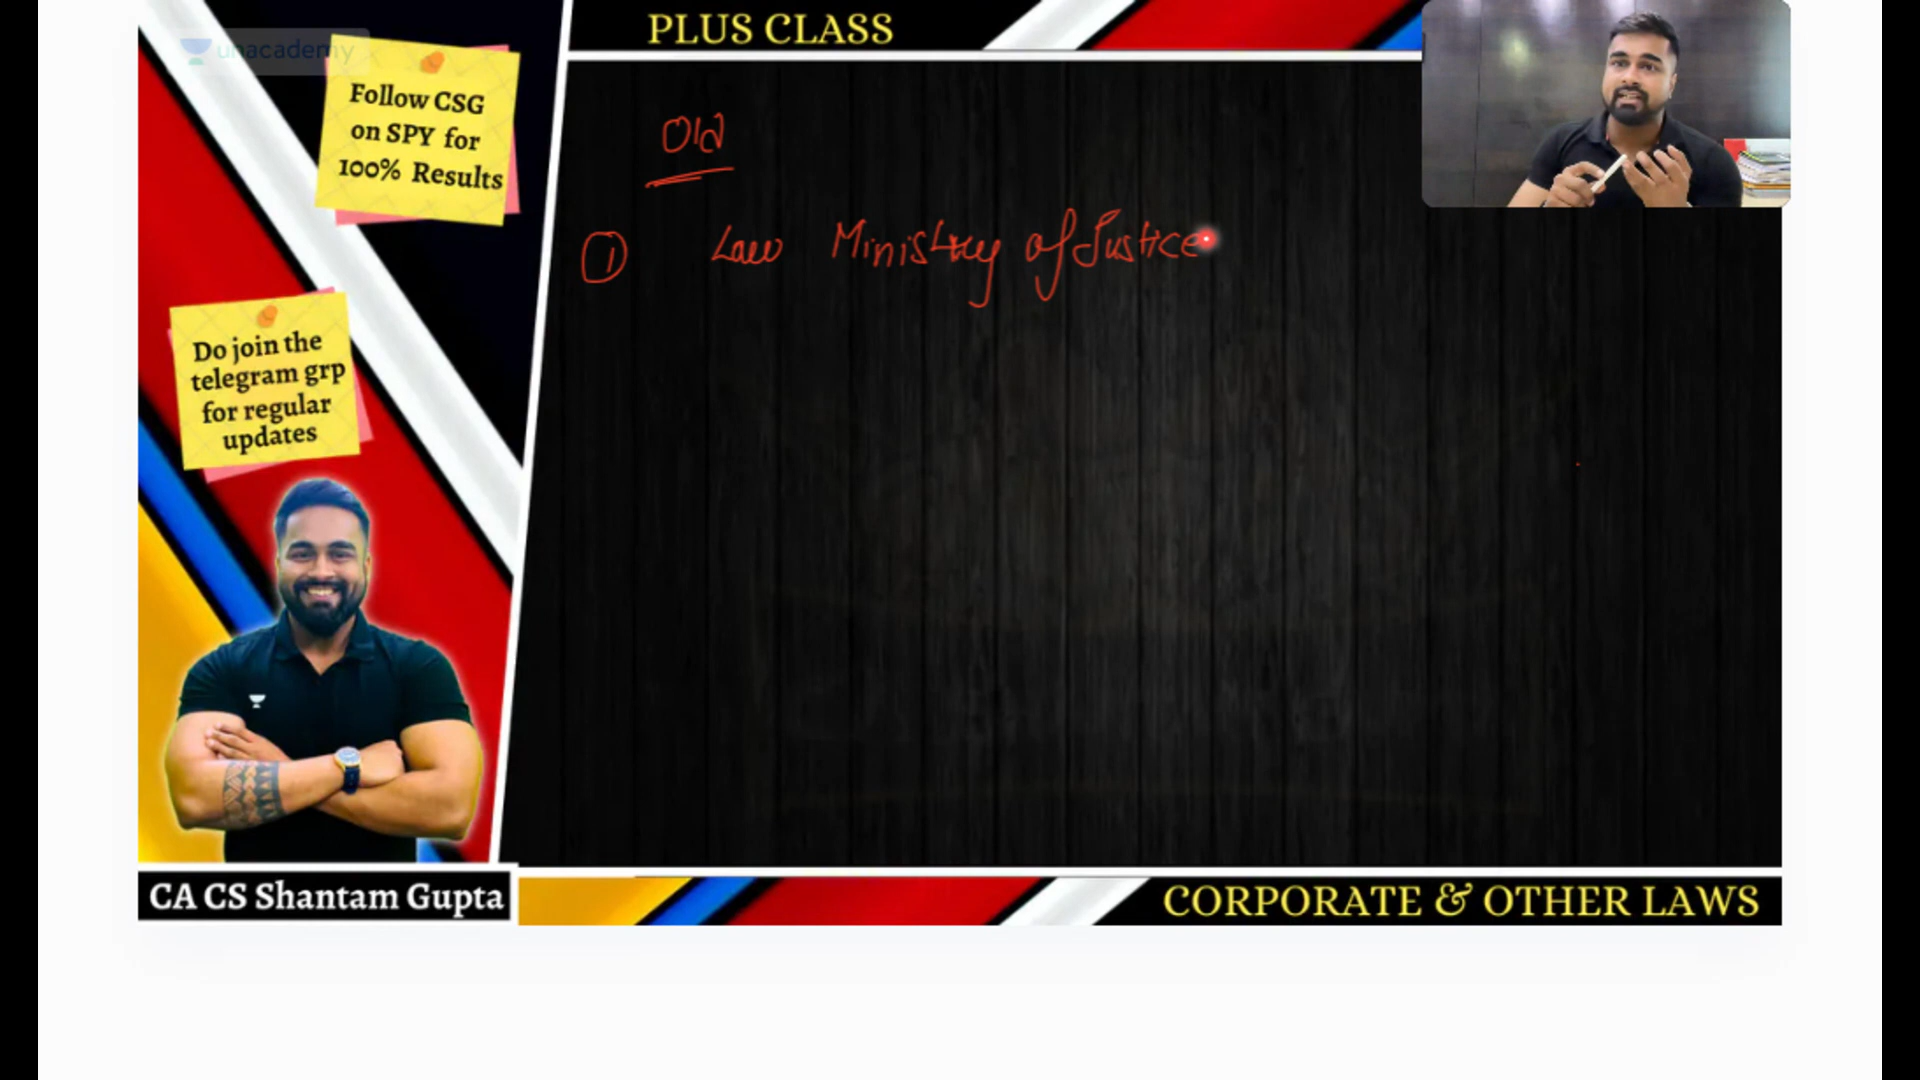 PLUS CLASS
unacademy
Follow CSG
on SPY for
100% Results
Old
① Law Ministry of Justice
Do join the
telegram grp
for regular
updates
CA CS Shantam Gupta
CORPORATE & OTHER LAWS